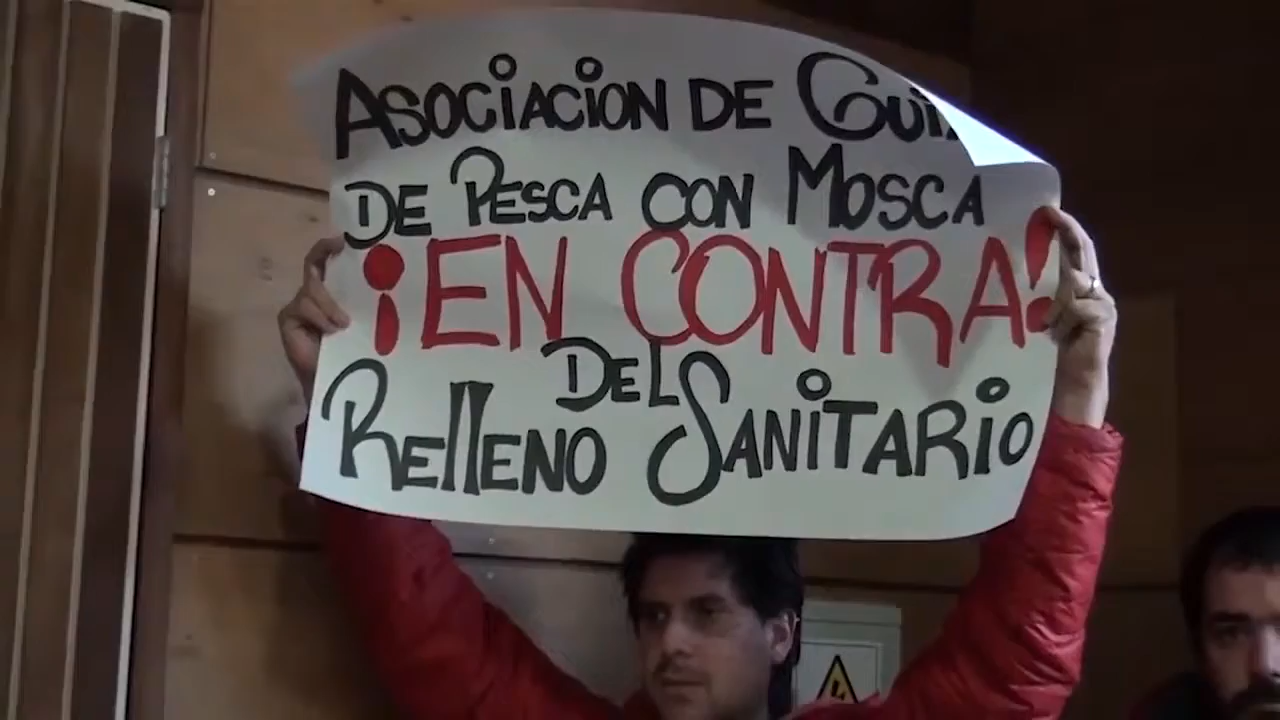 ASOCIACION DE
DE PESCA CON MOSCA
¡EN CONTRA!
DEL
RELLENO SANITARIO